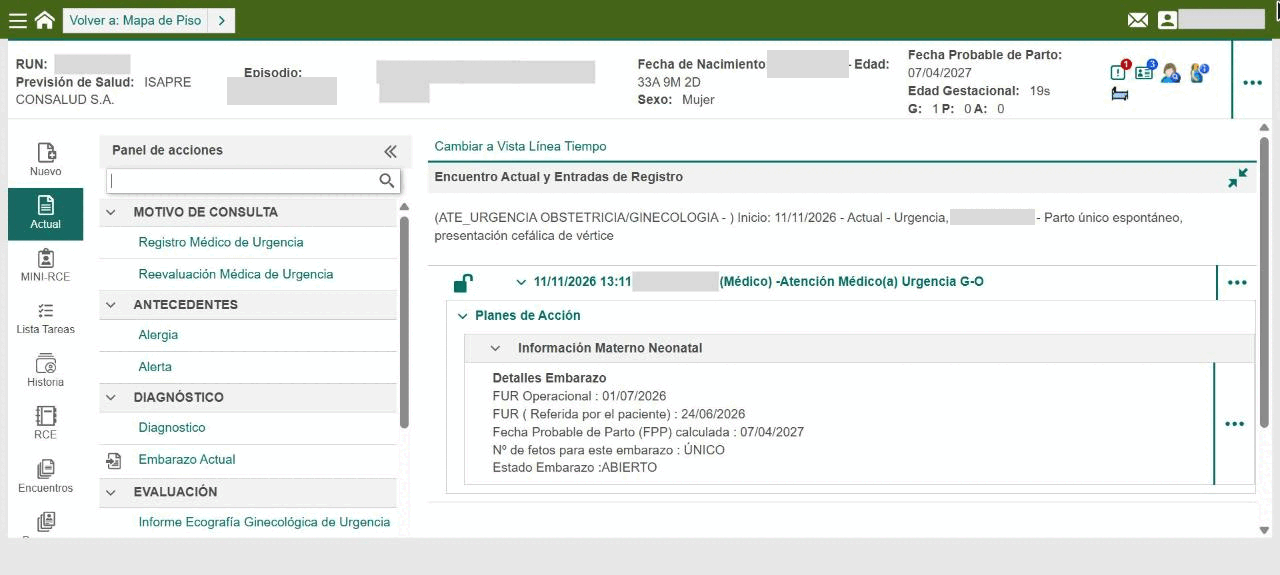 Volver a: Mapa de Piso
RUN:
Previsión de Salud: ISAPRE
CONSALUD S.A.
Episodio:
Fecha de Nacimiento - Edad:
33A 9M 2D
Sexo: Mujer
Fecha Probable de Parto:
07/04/2027
Edad Gestacional: 19s
G: 1 P: 0 A: 0
1
3
Nuevo
Actual
MINI-RCE
Lista Tareas
Historia
RCE
Encuentros
Panel de acciones
MOTIVO DE CONSULTA
Registro Médico de Urgencia
Reevaluación Médica de Urgencia
ANTECEDENTES
Alergia
Alerta
DIAGNÓSTICO
Diagnostico
Embarazo Actual
EVALUACIÓN
Informe Ecografía Ginecológica de Urgencia
Cambiar a Vista Línea Tiempo
Encuentro Actual y Entradas de Registro
(ATE_URGENCIA OBSTETRICIA/GINECOLOGIA - ) Inicio: 11/11/2026 - Actual - Urgencia, - Parto único espontáneo,
presentación cefálica de vértice
11/11/2026 13:11 (Médico) -Atención Médico(a) Urgencia G-O
Planes de Acción
Información Materno Neonatal
Detalles Embarazo
FUR Operacional : 01/07/2026
FUR ( Referida por el paciente) : 24/06/2026
Fecha Probable de Parto (FPP) calculada : 07/04/2027
Nº de fetos para este embarazo : ÚNICO
Estado Embarazo :ABIERTO